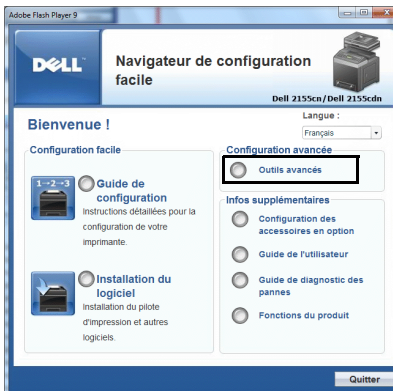 Adobe Flash Player 9
DELL
Navigateur de configuration
facile
Dell 2155cn/Dell 2155cdn
Bienvenue !
Langue :
Français
Configuration facile
1→2→3
Guide de
configuration
Instructions détaillées pour la
configuration de votre
imprimante.
Installation du
logiciel
Installation du pilote
d'impression et autres
logiciels.
Configuration avancée
Outils avancés
Infos supplémentaires
Configuration des
accessoires en option
Guide de l'utilisateur
Guide de diagnostic des
pannes
Fonctions du produit
Quitter